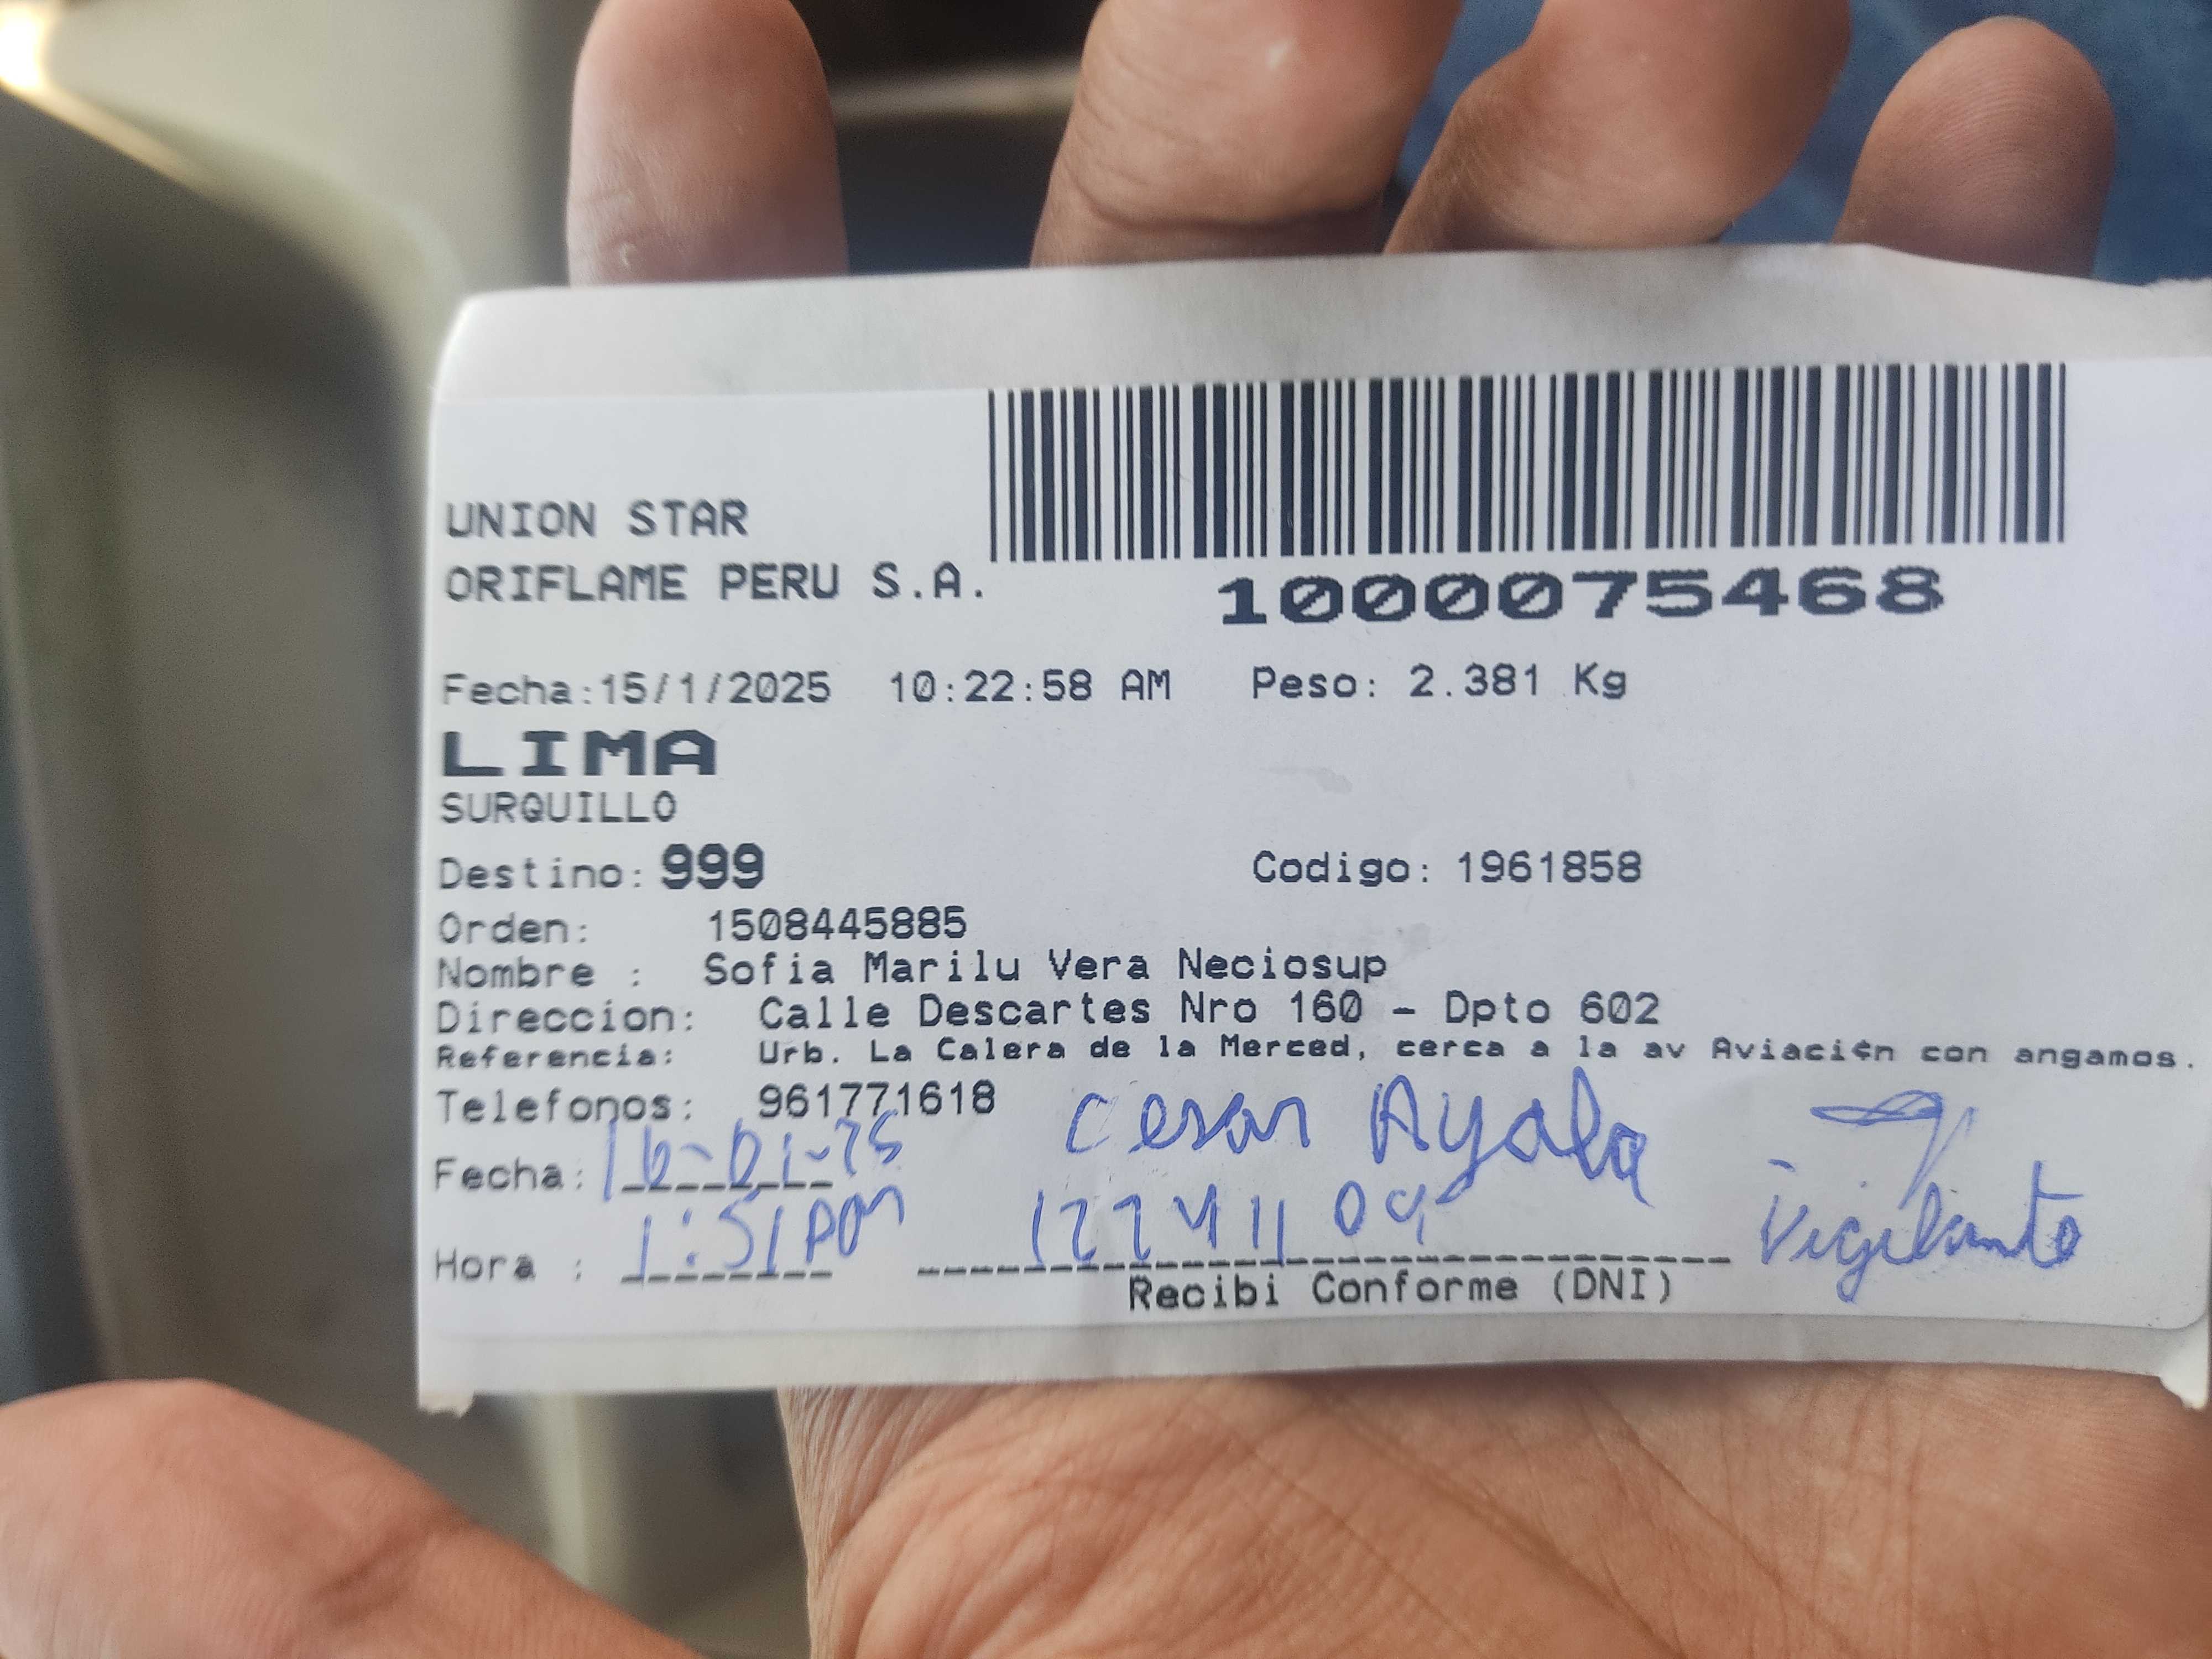 UNION STAR
ORIFLAME PERU S.A.
1000075468
Fecha:15/1/2025 10:22:58 AM Peso: 2.381 Kg
LIMA
SURQUILLO
Destino: 999 Codigo: 1961858
Orden: 1508445885
Nombre : Sofia Marilu Vera Neciosup
Direccion: Calle Descartes Nro 160 - Dpto 602
Referencia: Urb. La Calera de la Merced, cerca a la av Aviaci¢n con angamos.
Telefonos: 961771618 Cesar Ayala
Fecha: 16-01-25
Hora : 1:51 pm Vigilante
Recibi Conforme (DNI)